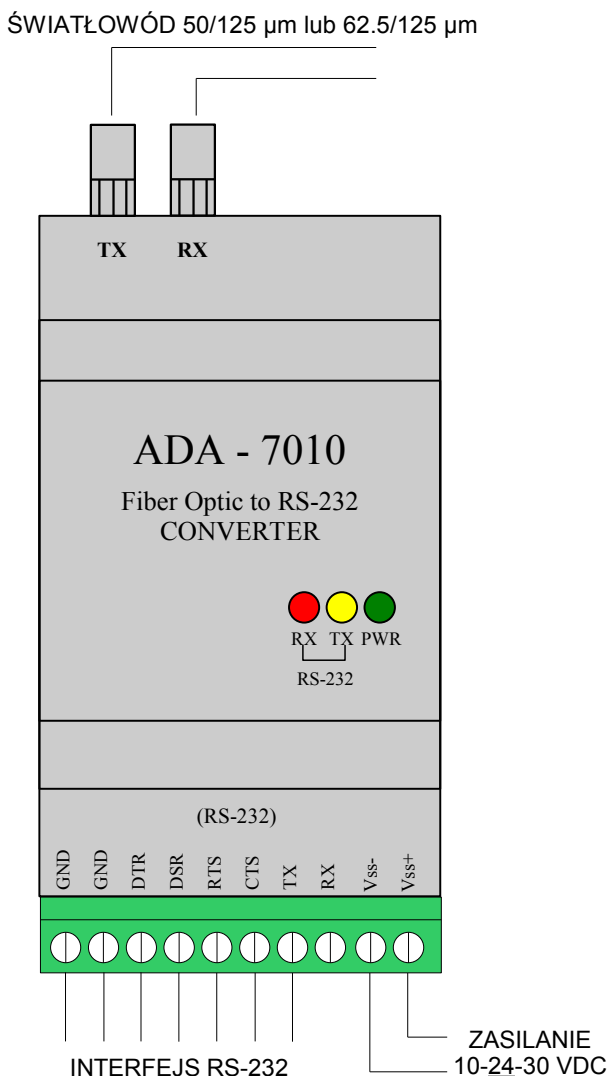 ŚWIATŁOWÓD 50/125 µm lub 62.5/125 µm
TX RX
ADA - 7010
Fiber Optic to RS-232
CONVERTER
RX TX PWR
RS-232
(RS-232)
GND GND DTR DSR RTS CTS TX RX Vss- Vss+
INTERFEJS RS-232
ZASILANIE
10-24-30 VDC